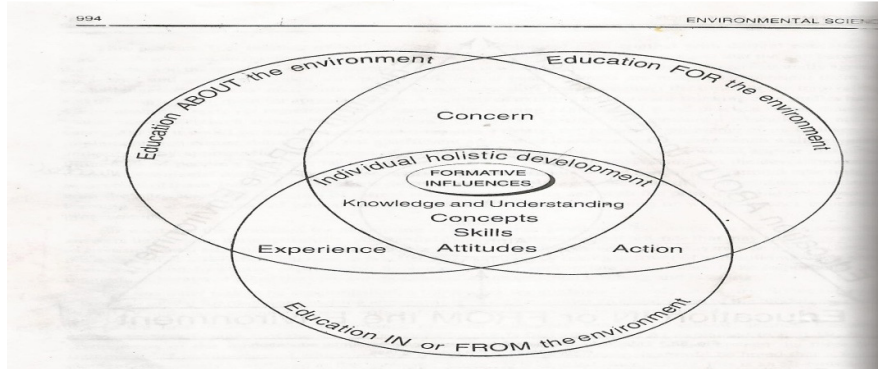 994
ENVIRONMENTAL SCIENC
Education ABOUT the environment
Education FOR the environment
Concern
Individual holistic development
FORMATIVE
INFLUENCES
Knowledge and Understanding
Concepts
Skills
Attitudes
Experience
Action
Education IN or FROM the environment